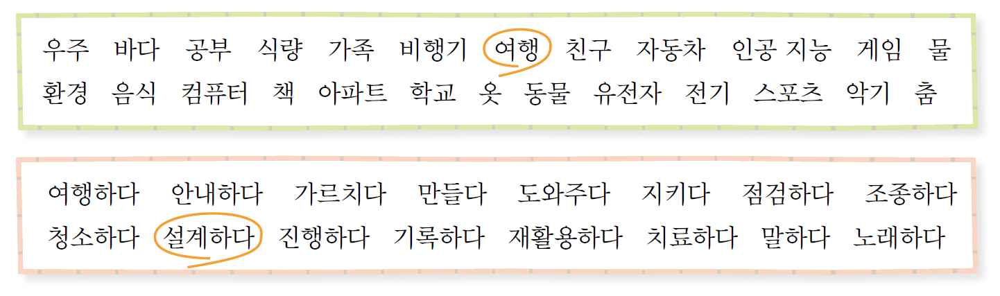 우주 바다 공부 식량 가족 비행기 여행 친구 자동차 인공 지능 게임 물
환경 음식 컴퓨터 책 아파트 학교 옷 동물 유전자 전기 스포츠 악기 춤
여행하다 안내하다 가르치다 만들다 도와주다 지키다 점검하다 조종하다
청소하다 설계하다 진행하다 기록하다 재활용하다 치료하다 말하다 노래하다